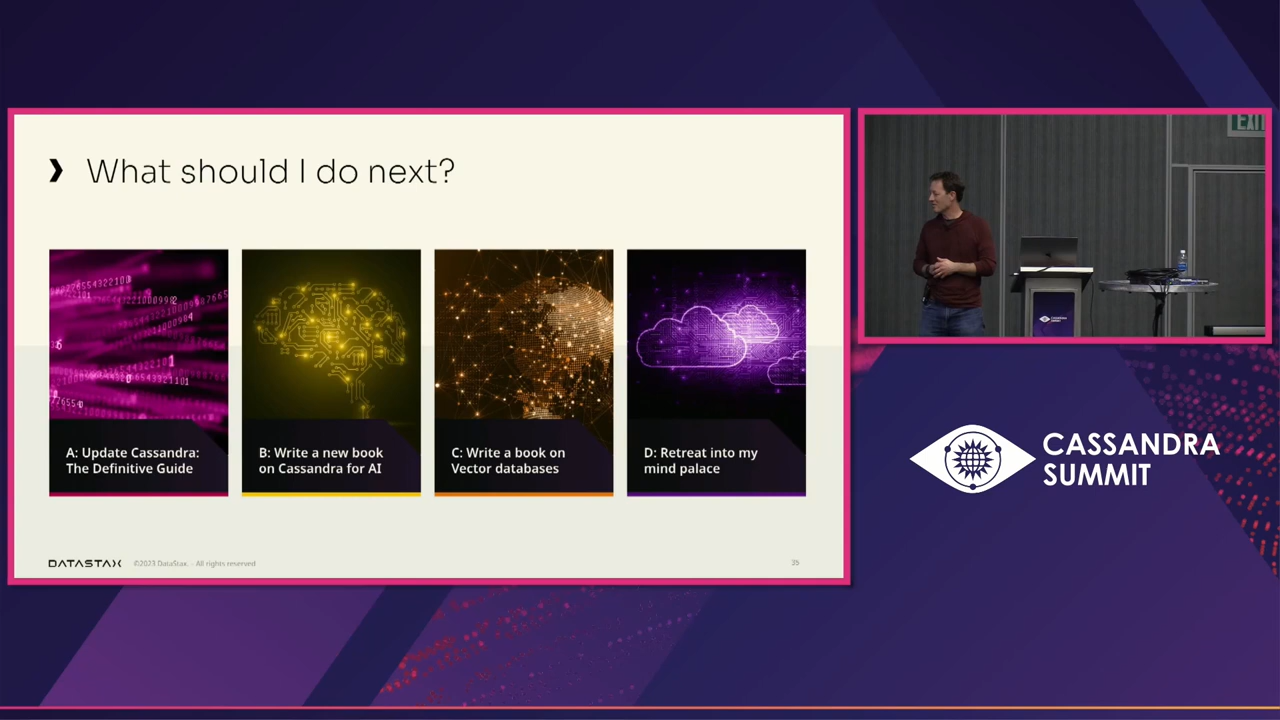 What should I do next?
A: Update Cassandra:
The Definitive Guide
B: Write a new book
on Cassandra for AI
C: Write a book on
Vector databases
D: Retreat into my
mind palace
DATASTAX
©2023 DataStax. – All rights reserved
35
CASSANDRA
SUMMIT